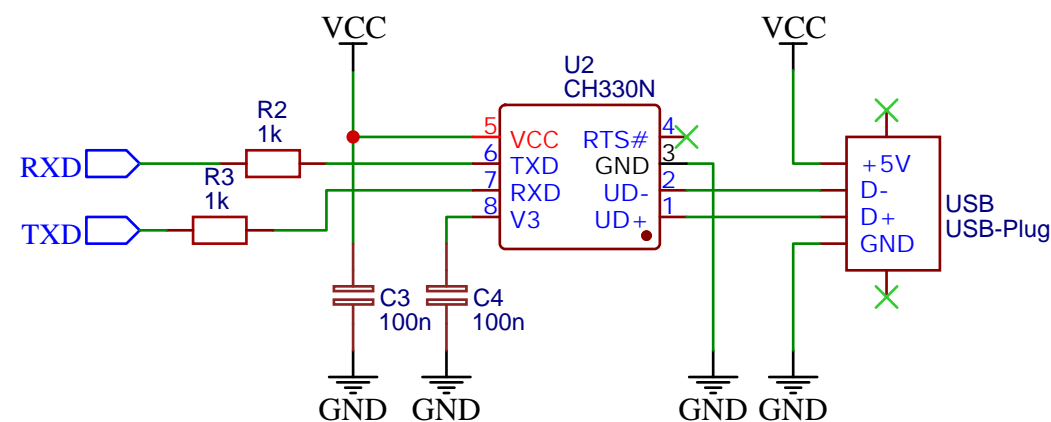 VCC
VCC
U2
CH330N
R2
1k
RXD
R3
1k
TXD
5
VCC
RTS#
4
6
TXD
GND
3
7
RXD
UD-
2
8
V3
UD+
1
+5V
D-
D+
GND
USB
USB-Plug
C3
100n
C4
100n
GND
GND
GND
GND